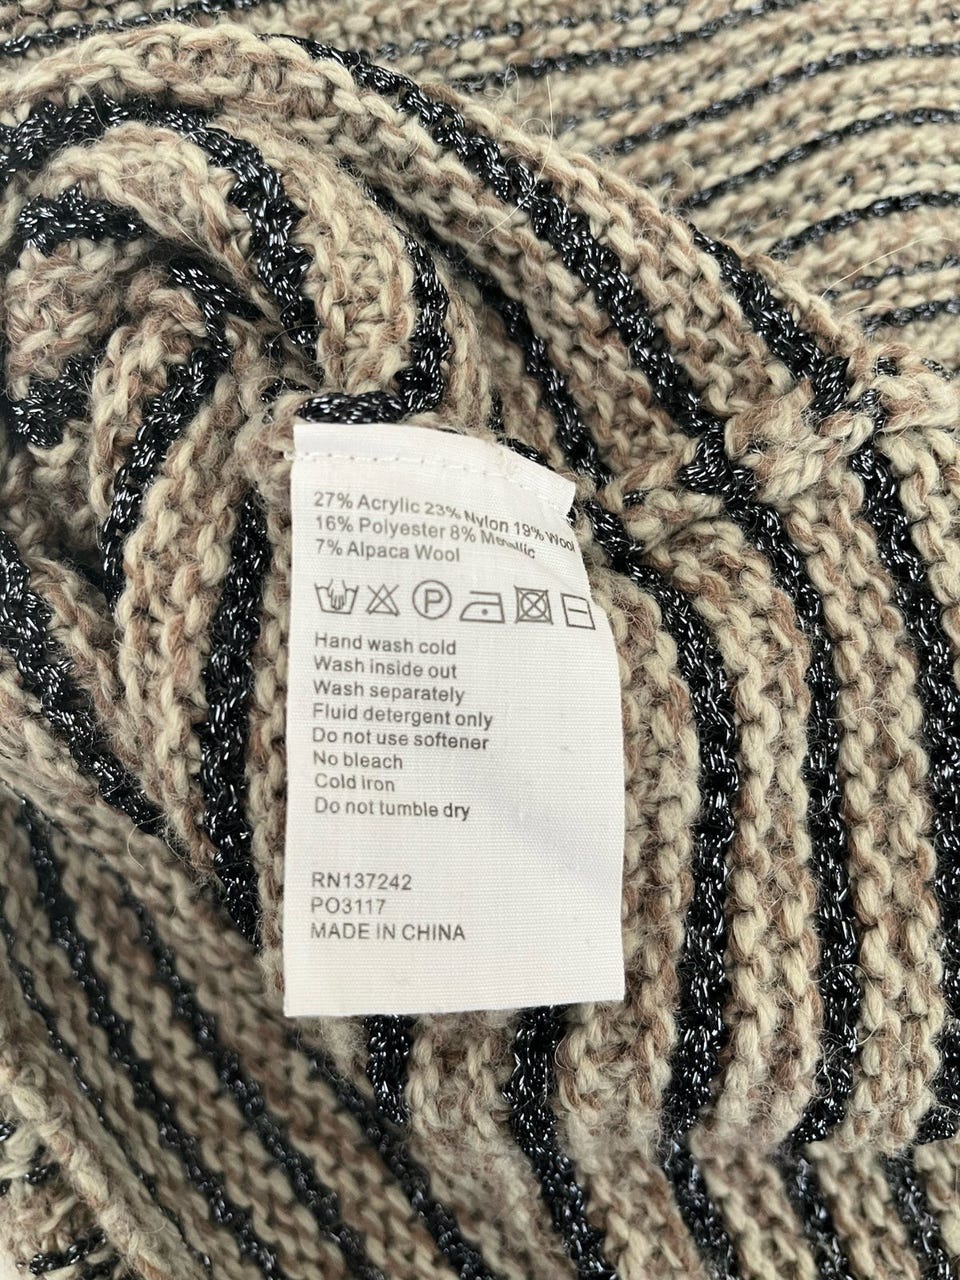 27% Acrylic 23% Nylon 19% Wool
16% Polyester 8% Metallic
7% Alpaca Wool
P
Hand wash cold
Wash inside out
Wash separately
Fluid detergent only
Do not use softener
No bleach
Cold iron
Do not tumble dry
RN137242
PO3117
MADE IN CHINA